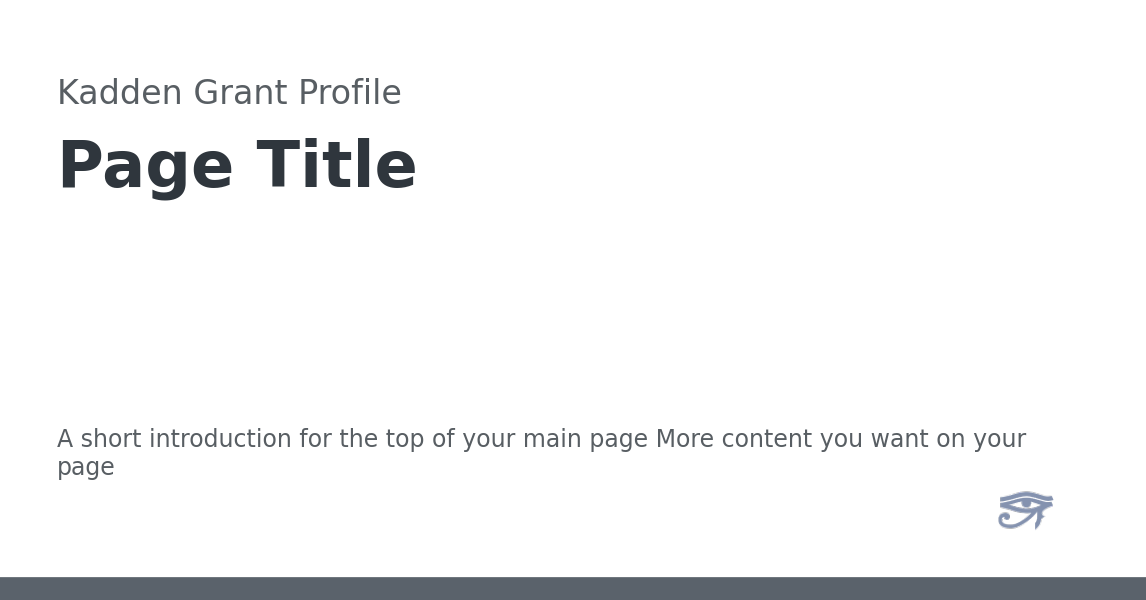 Kadden Grant Profile
Page Title
A short introduction for the top of your main page More content you want on your
page